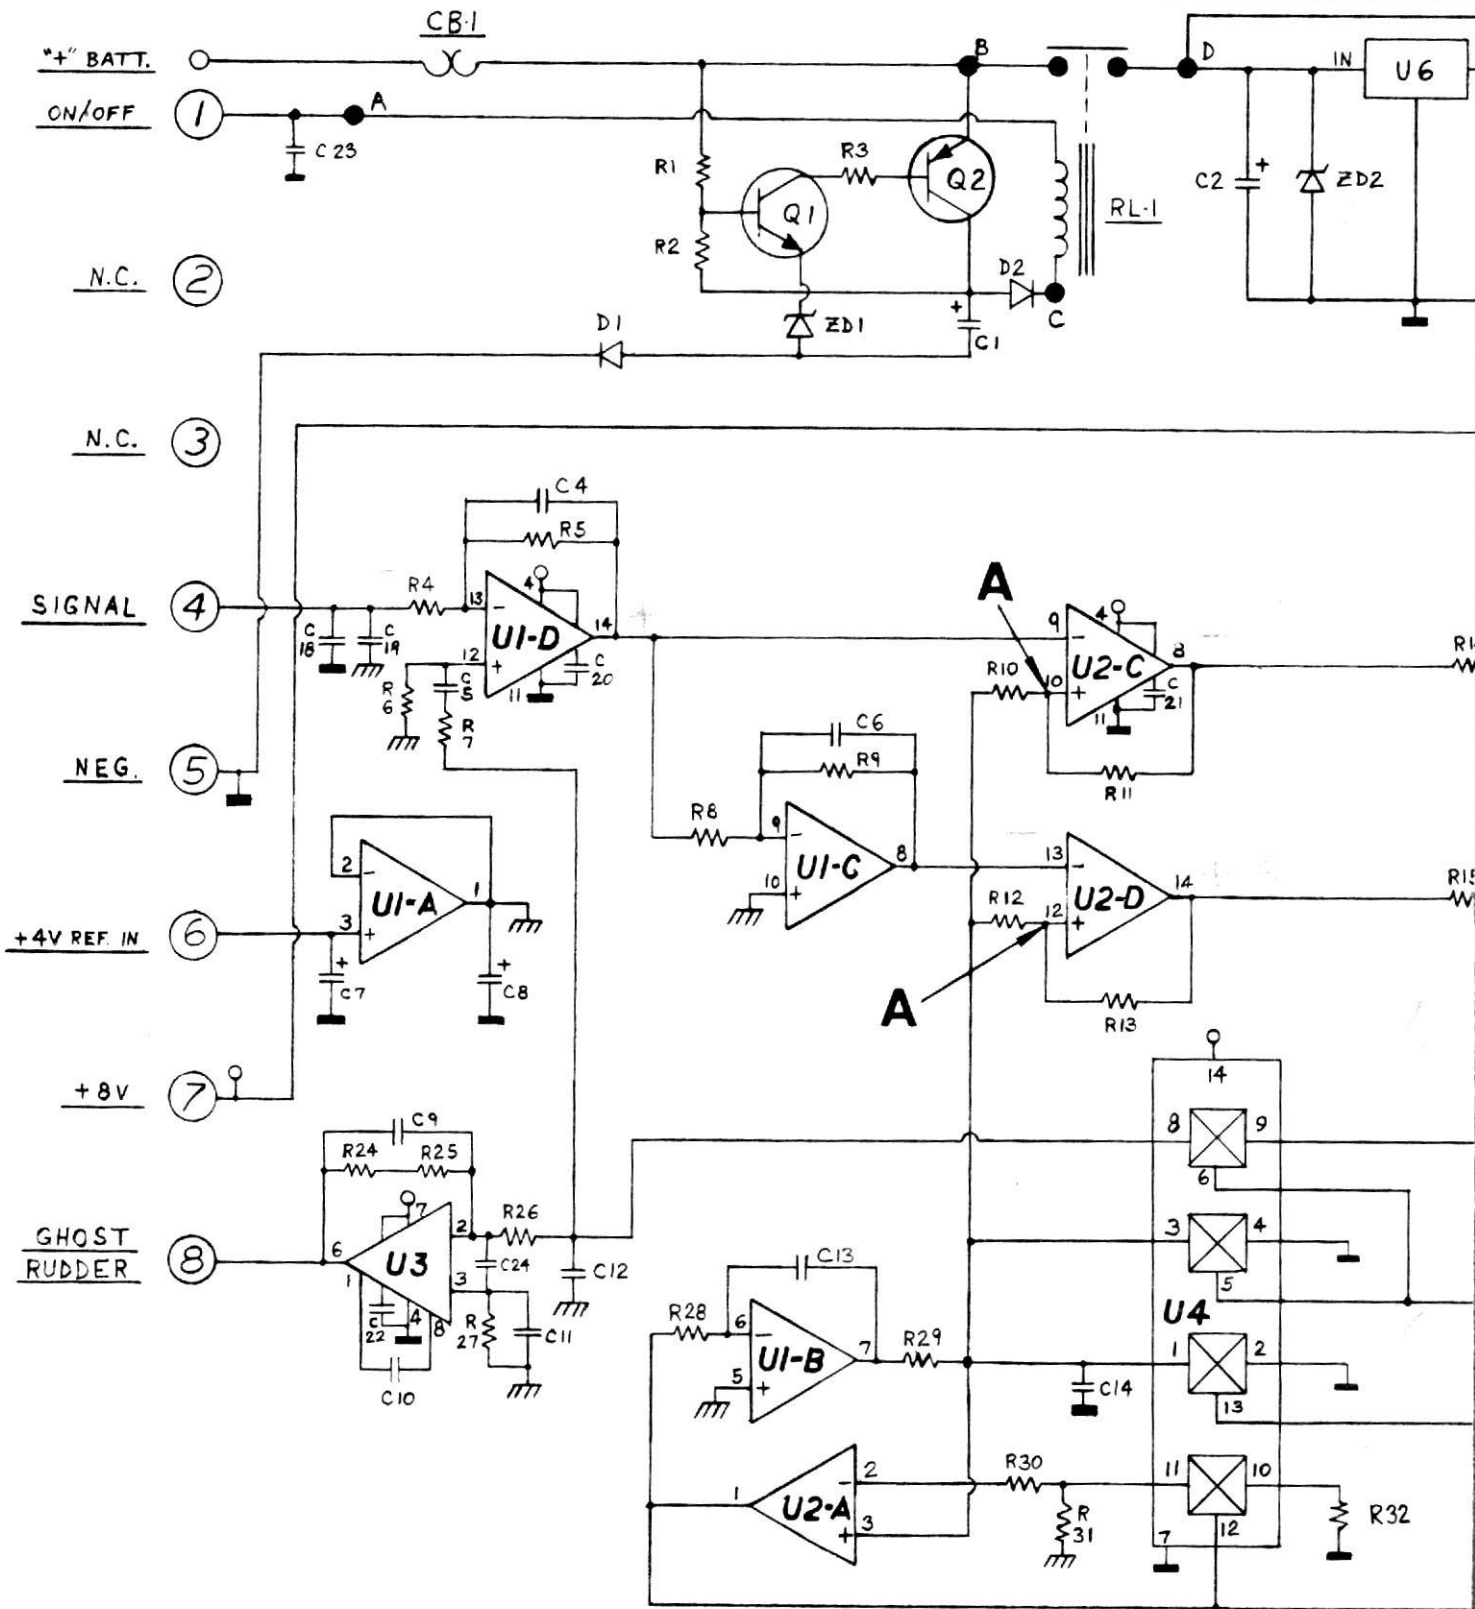 CB-1
"+" BATT.
B
D
IN
U6
ON/OFF
1
A
C 23
R1
R3
Q2
Q1
R2
RL-1
C2
+
ZD2
N.C.
2
D2
C
+
C1
ZD1
D1
N.C.
3
C4
R5
SIGNAL
4
R4
13
-
4
U1-D
14
C
18
C
19
12
+
11
C
20
R
6
C
5
R
7
A
9
-
4
U2-C
8
R10
10
+
11
C
21
R11
NEG.
5
C6
R9
R8
9
-
U1-C
8
10
+
13
-
U2-D
14
R15
R12
12
+
A
R13
2
-
U1-A
1
+4V REF. IN
6
3
+
+
C7
+
C8
+8V
7
14
8
9
6
3
4
5
U4
1
2
13
11
10
12
7
C9
R24
R25
GHOST
RUDDER
8
7
2
R26
6
U3
C24
3
1
C
22
4
8
R
27
C11
C10
C12
C13
R28
6
-
U1-B
7
R29
5
+
C14
1
U2-A
-
2
+
3
R30
R
31
R32